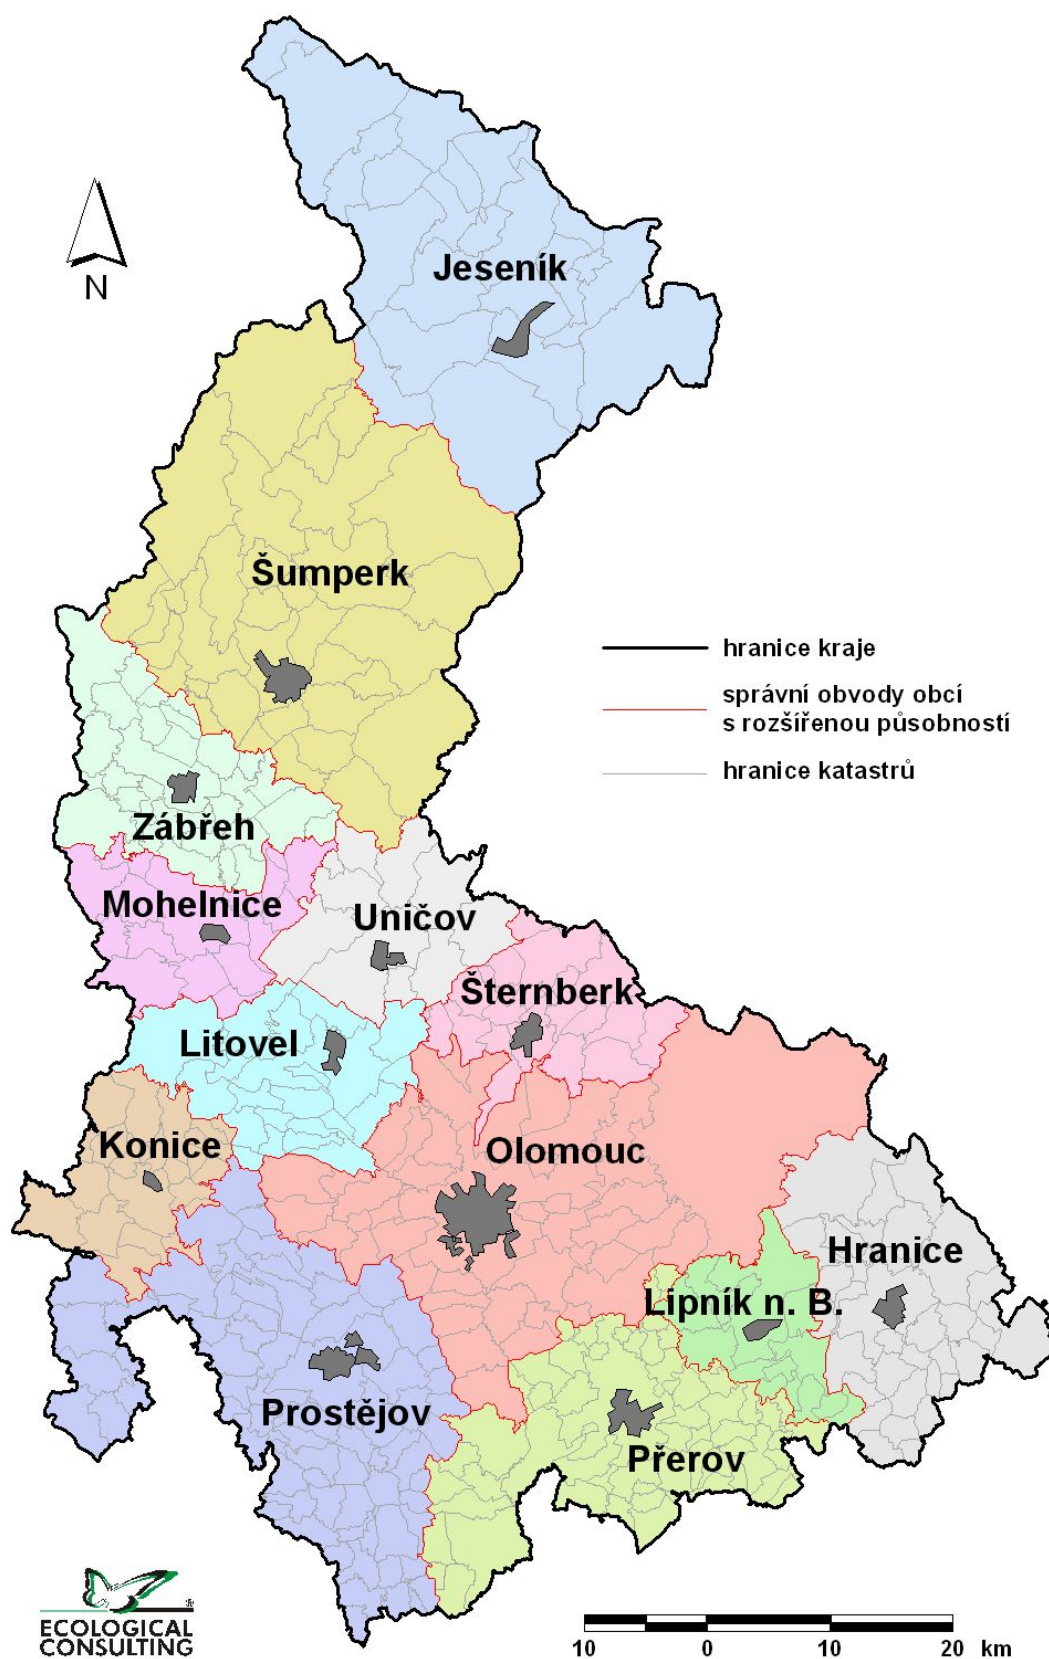 Jeseník
N
Šumperk
hranice kraje
správní obvody obcí
s rozšířenou působností
hranice katastrů
Zábřeh
Mohelnice
Uničov
Šternberk
Litovel
Konice
Olomouc
Hranice
Lipník n. B.
Prostějov
Přerov
ECOLOGICAL
CONSULTING
10 0 10 20 km